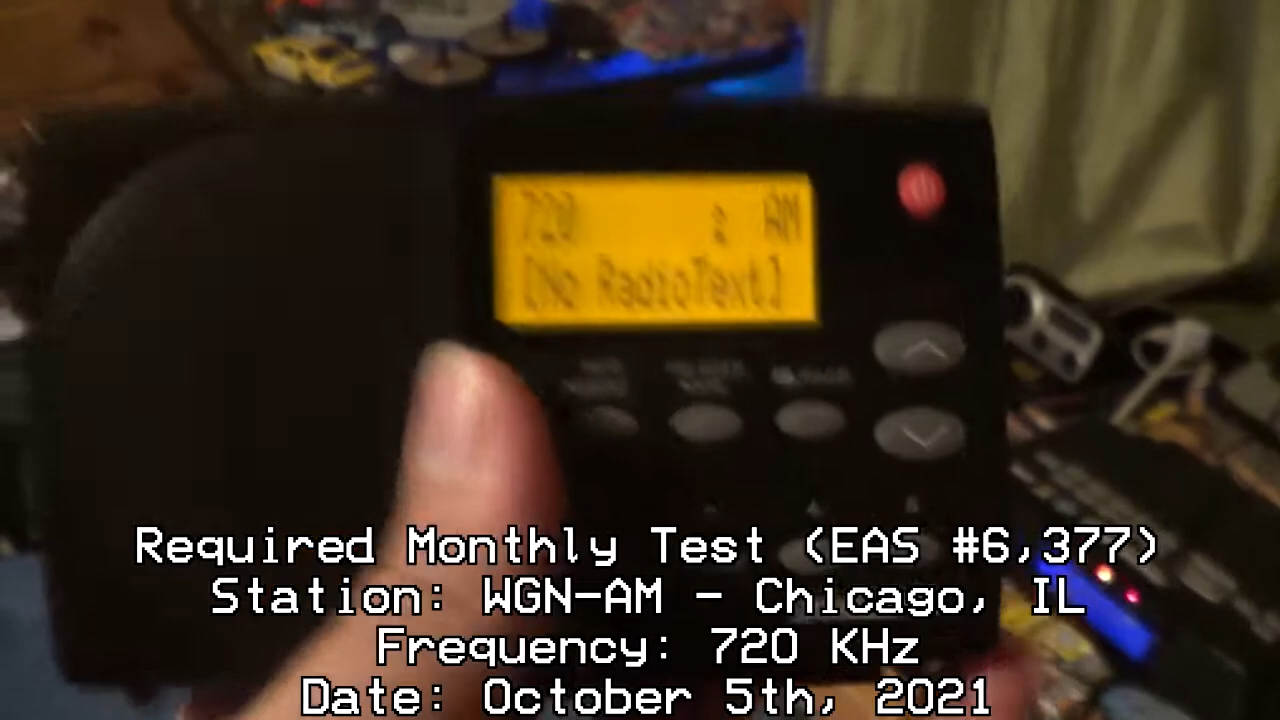 720 2 AM
[No RadioText]
Required Monthly Test (EAS #6,377)
Station: WGN-AM - Chicago, IL
Frequency: 720 KHz
Date: October 5th, 2021